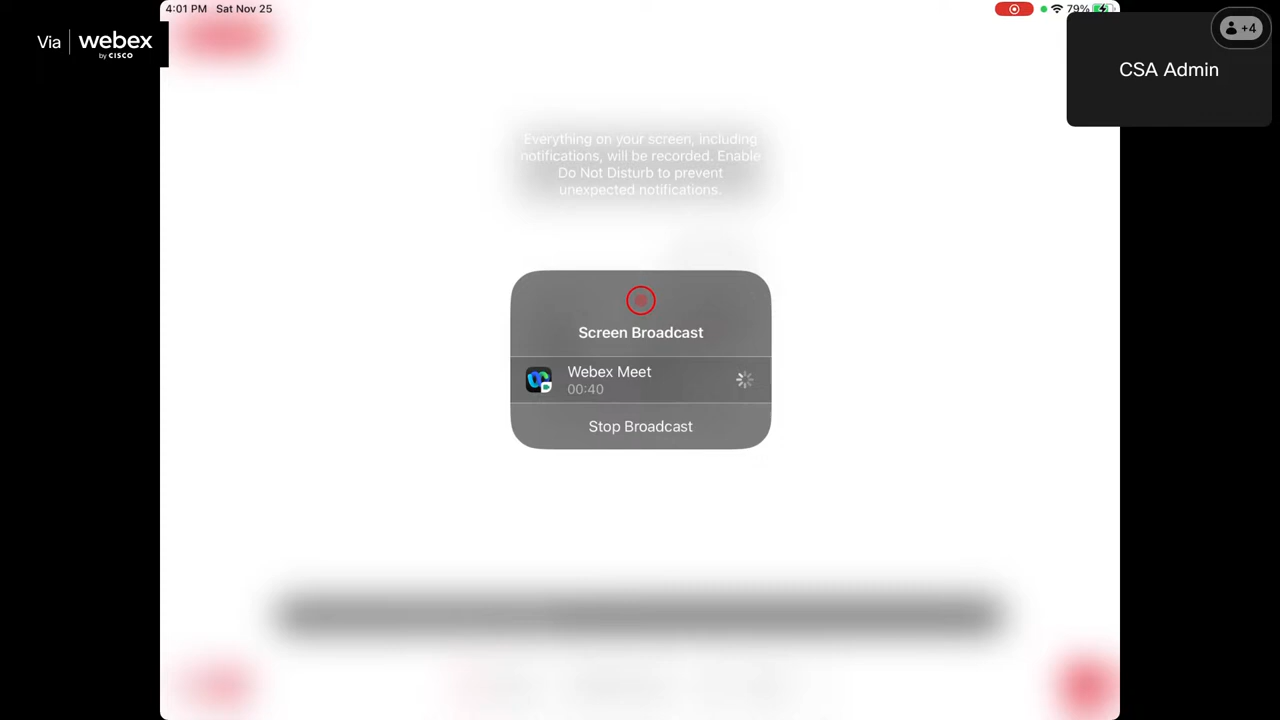 4:01 PM Sat Nov 25
79%
Via webex
by CISCO
+4
CSA Admin
Everything on your screen, including
notifications, will be recorded. Enable
Do Not Disturb to prevent
unexpected notifications.
Screen Broadcast
Webex Meet
00:40
Stop Broadcast